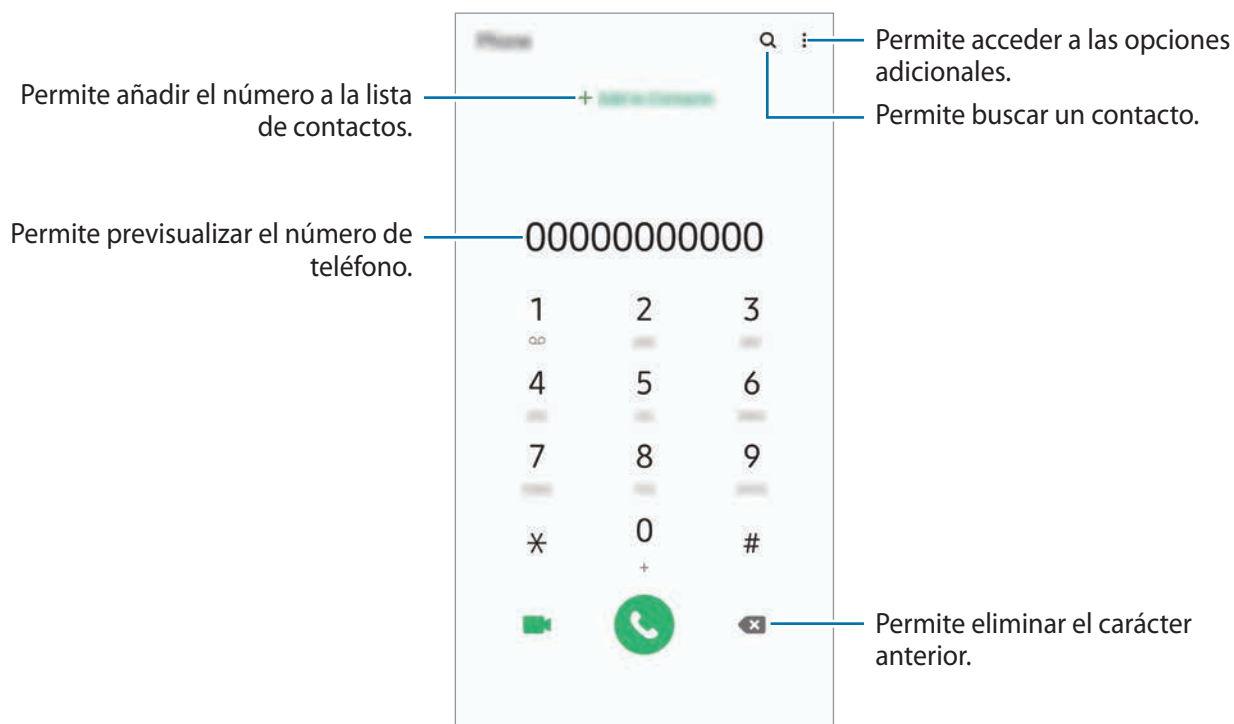 Permite acceder a las opciones
adicionales.
Permite buscar un contacto.
Permite añadir el número a la lista
de contactos.
+
Permite previsualizar el número de
teléfono.
00000000000
1 2 3
4 5 6
7 8 9
* 0 #
+
Permite eliminar el carácter
anterior.